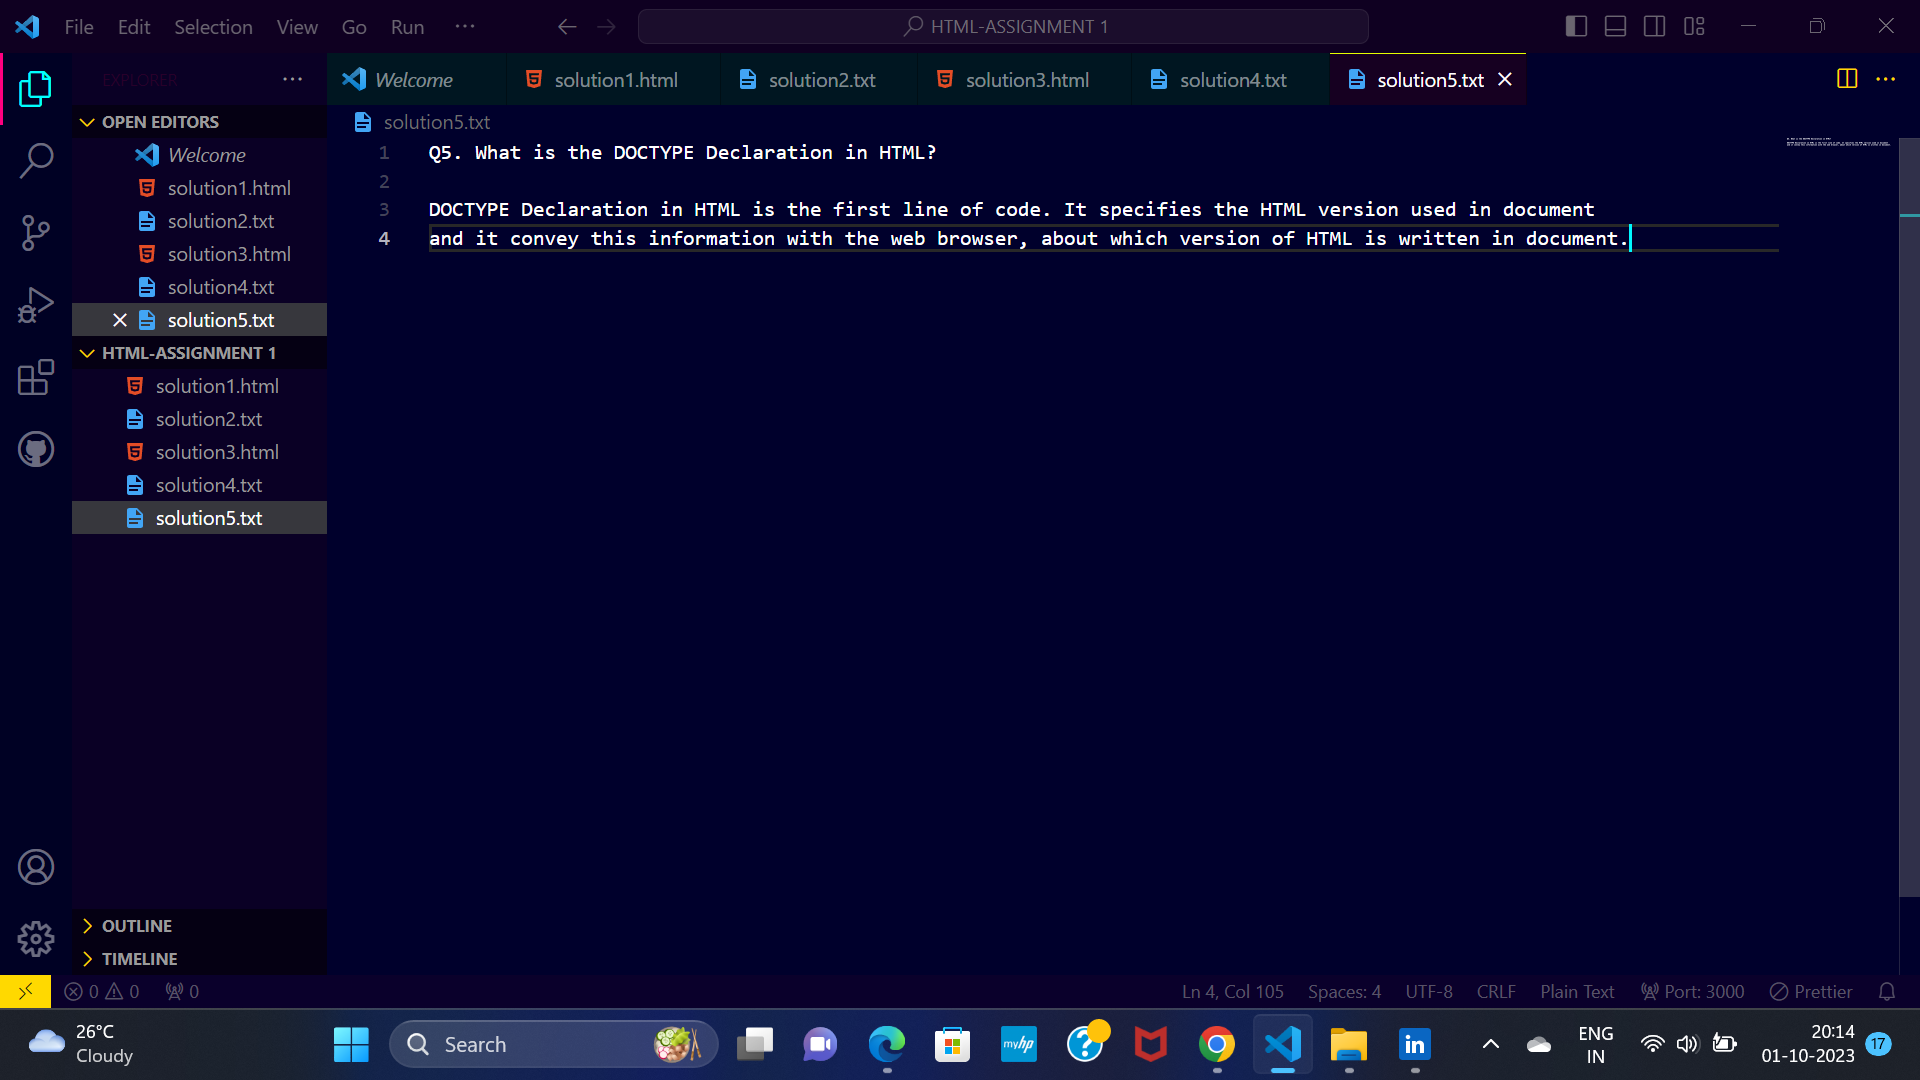 File Edit Selection View Go Run ··· HTML-ASSIGNMENT 1
EXPLORER ···
Welcome solution1.html solution2.txt solution3.html solution4.txt solution5.txt
OPEN EDITORS
Welcome
solution1.html
solution2.txt
solution3.html
solution4.txt
solution5.txt
HTML-ASSIGNMENT 1
solution1.html
solution2.txt
solution3.html
solution4.txt
solution5.txt
OUTLINE
TIMELINE
solution5.txt
1 Q5. What is the DOCTYPE Declaration in HTML?
2
3 DOCTYPE Declaration in HTML is the first line of code. It specifies the HTML version used in document
4 and it convey this information with the web browser, about which version of HTML is written in document.
0 0 0 Ln 4, Col 105 Spaces: 4 UTF-8 CRLF Plain Text Port: 3000 Prettier
26°C
Cloudy
Search
myhp
in
ENG
IN
20:14
01-10-2023
17